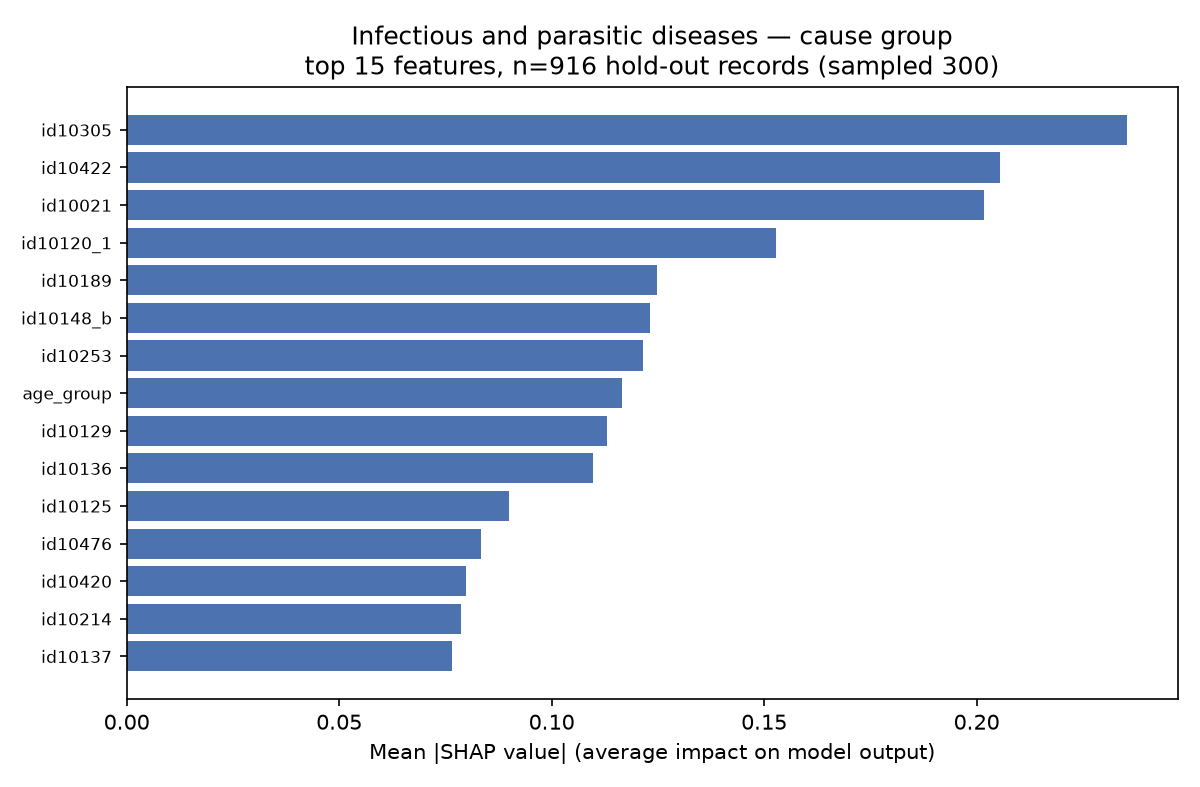 Infectious and parasitic diseases — cause group
top 15 features, n=916 hold-out records (sampled 300)
id10305
id10422
id10021
id10120_1
id10189
id10148_b
id10253
age_group
id10129
id10136
id10125
id10476
id10420
id10214
id10137
0.00 0.05 0.10 0.15 0.20
Mean |SHAP value| (average impact on model output)